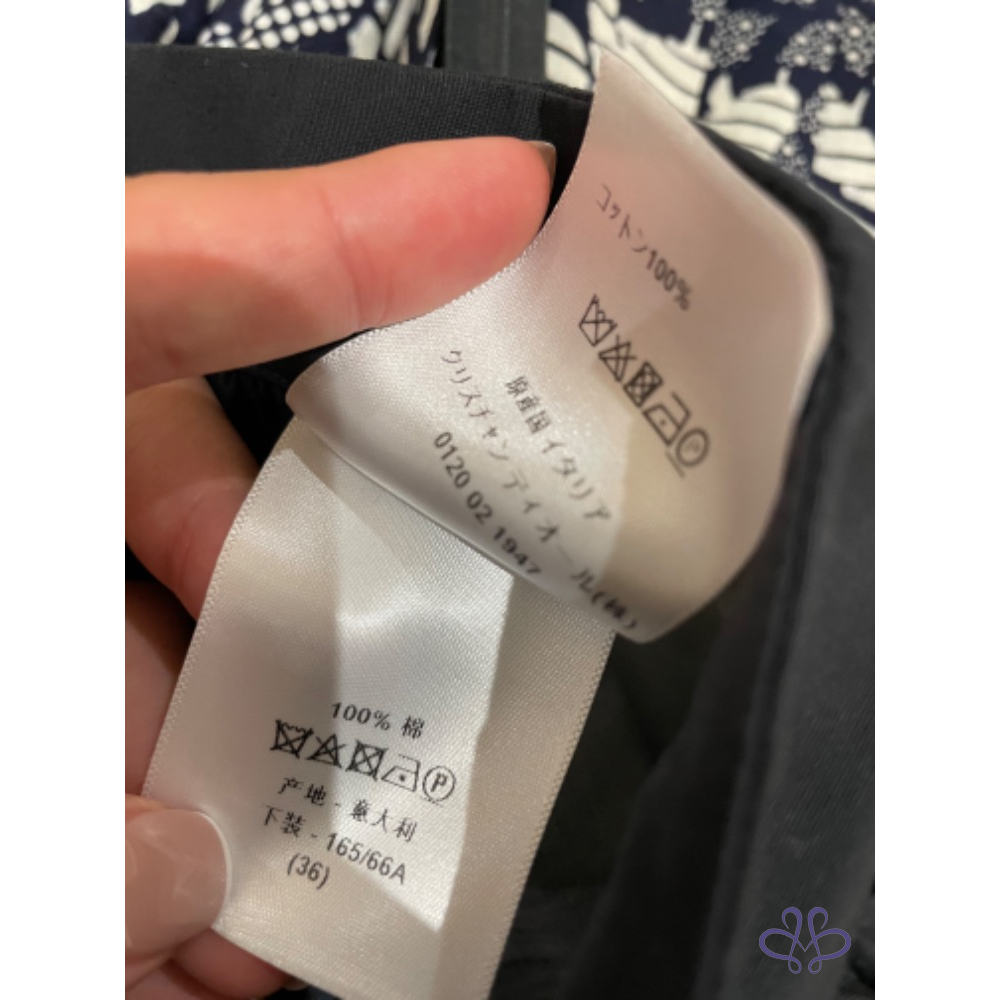 コットン100%
原産国イタリア
クリスチャン ディオール(株)
0120 02 1947
100% 棉
P
产地 - 意大利
下装 - 165/66A
(36)